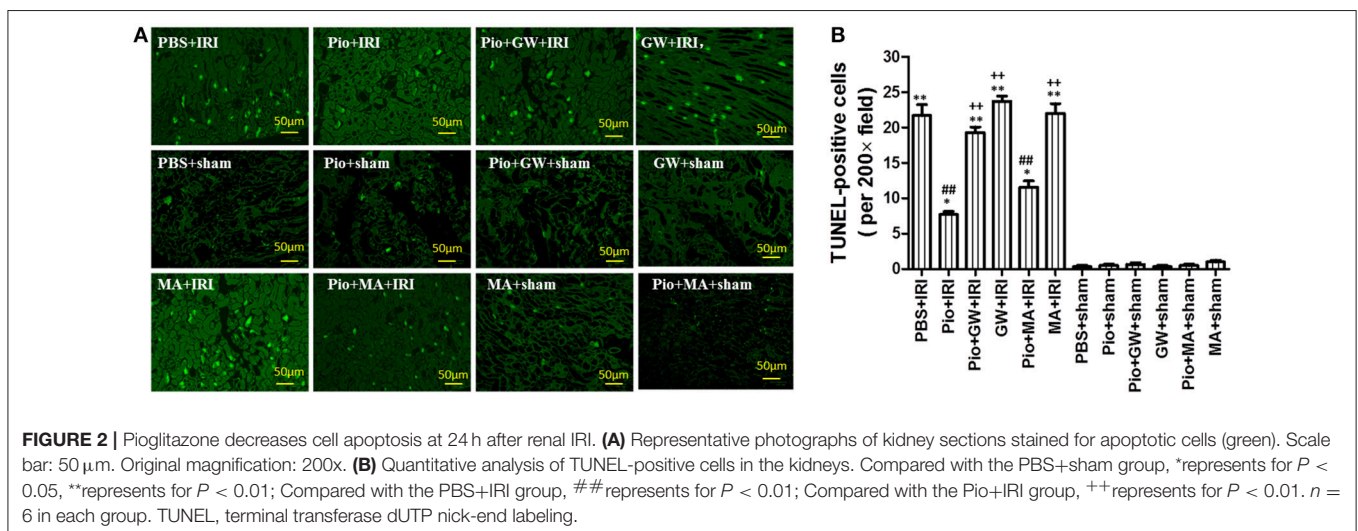 A
PBS+IRI
Pio+IRI
Pio+GW+IRI
GW+IRI,
50μm
50μm
50μm
50μm
PBS+sham
Pio+sham
Pio+GW+sham
GW+sham
50μm
50μm
50μm
50μm
MA+IRI
Pio+MA+IRI
MA+sham
Pio+MA+sham
50μm
50μm
50μm
50μm
B
TUNEL-positive cells
( per 200× field)
30
25
20
15
10
5
0
**
##
*
++
**
++
**
##
*
++
**
PBS+IRI
Pio+IRI
Pio+GW+IRI
GW+IRI
Pio+MA+IRI
MA+IRI
PBS+sham
Pio+sham
Pio+GW+sham
GW+sham
Pio+MA+sham
MA+sham
FIGURE 2 | Pioglitazone decreases cell apoptosis at 24 h after renal IRI. (A) Representative photographs of kidney sections stained for apoptotic cells (green). Scale
bar: 50 μm. Original magnification: 200x. (B) Quantitative analysis of TUNEL-positive cells in the kidneys. Compared with the PBS+sham group, *represents for P <
0.05, **represents for P < 0.01; Compared with the PBS+IRI group, ##represents for P < 0.01; Compared with the Pio+IRI group, ++represents for P < 0.01. n =
6 in each group. TUNEL, terminal transferase dUTP nick-end labeling.